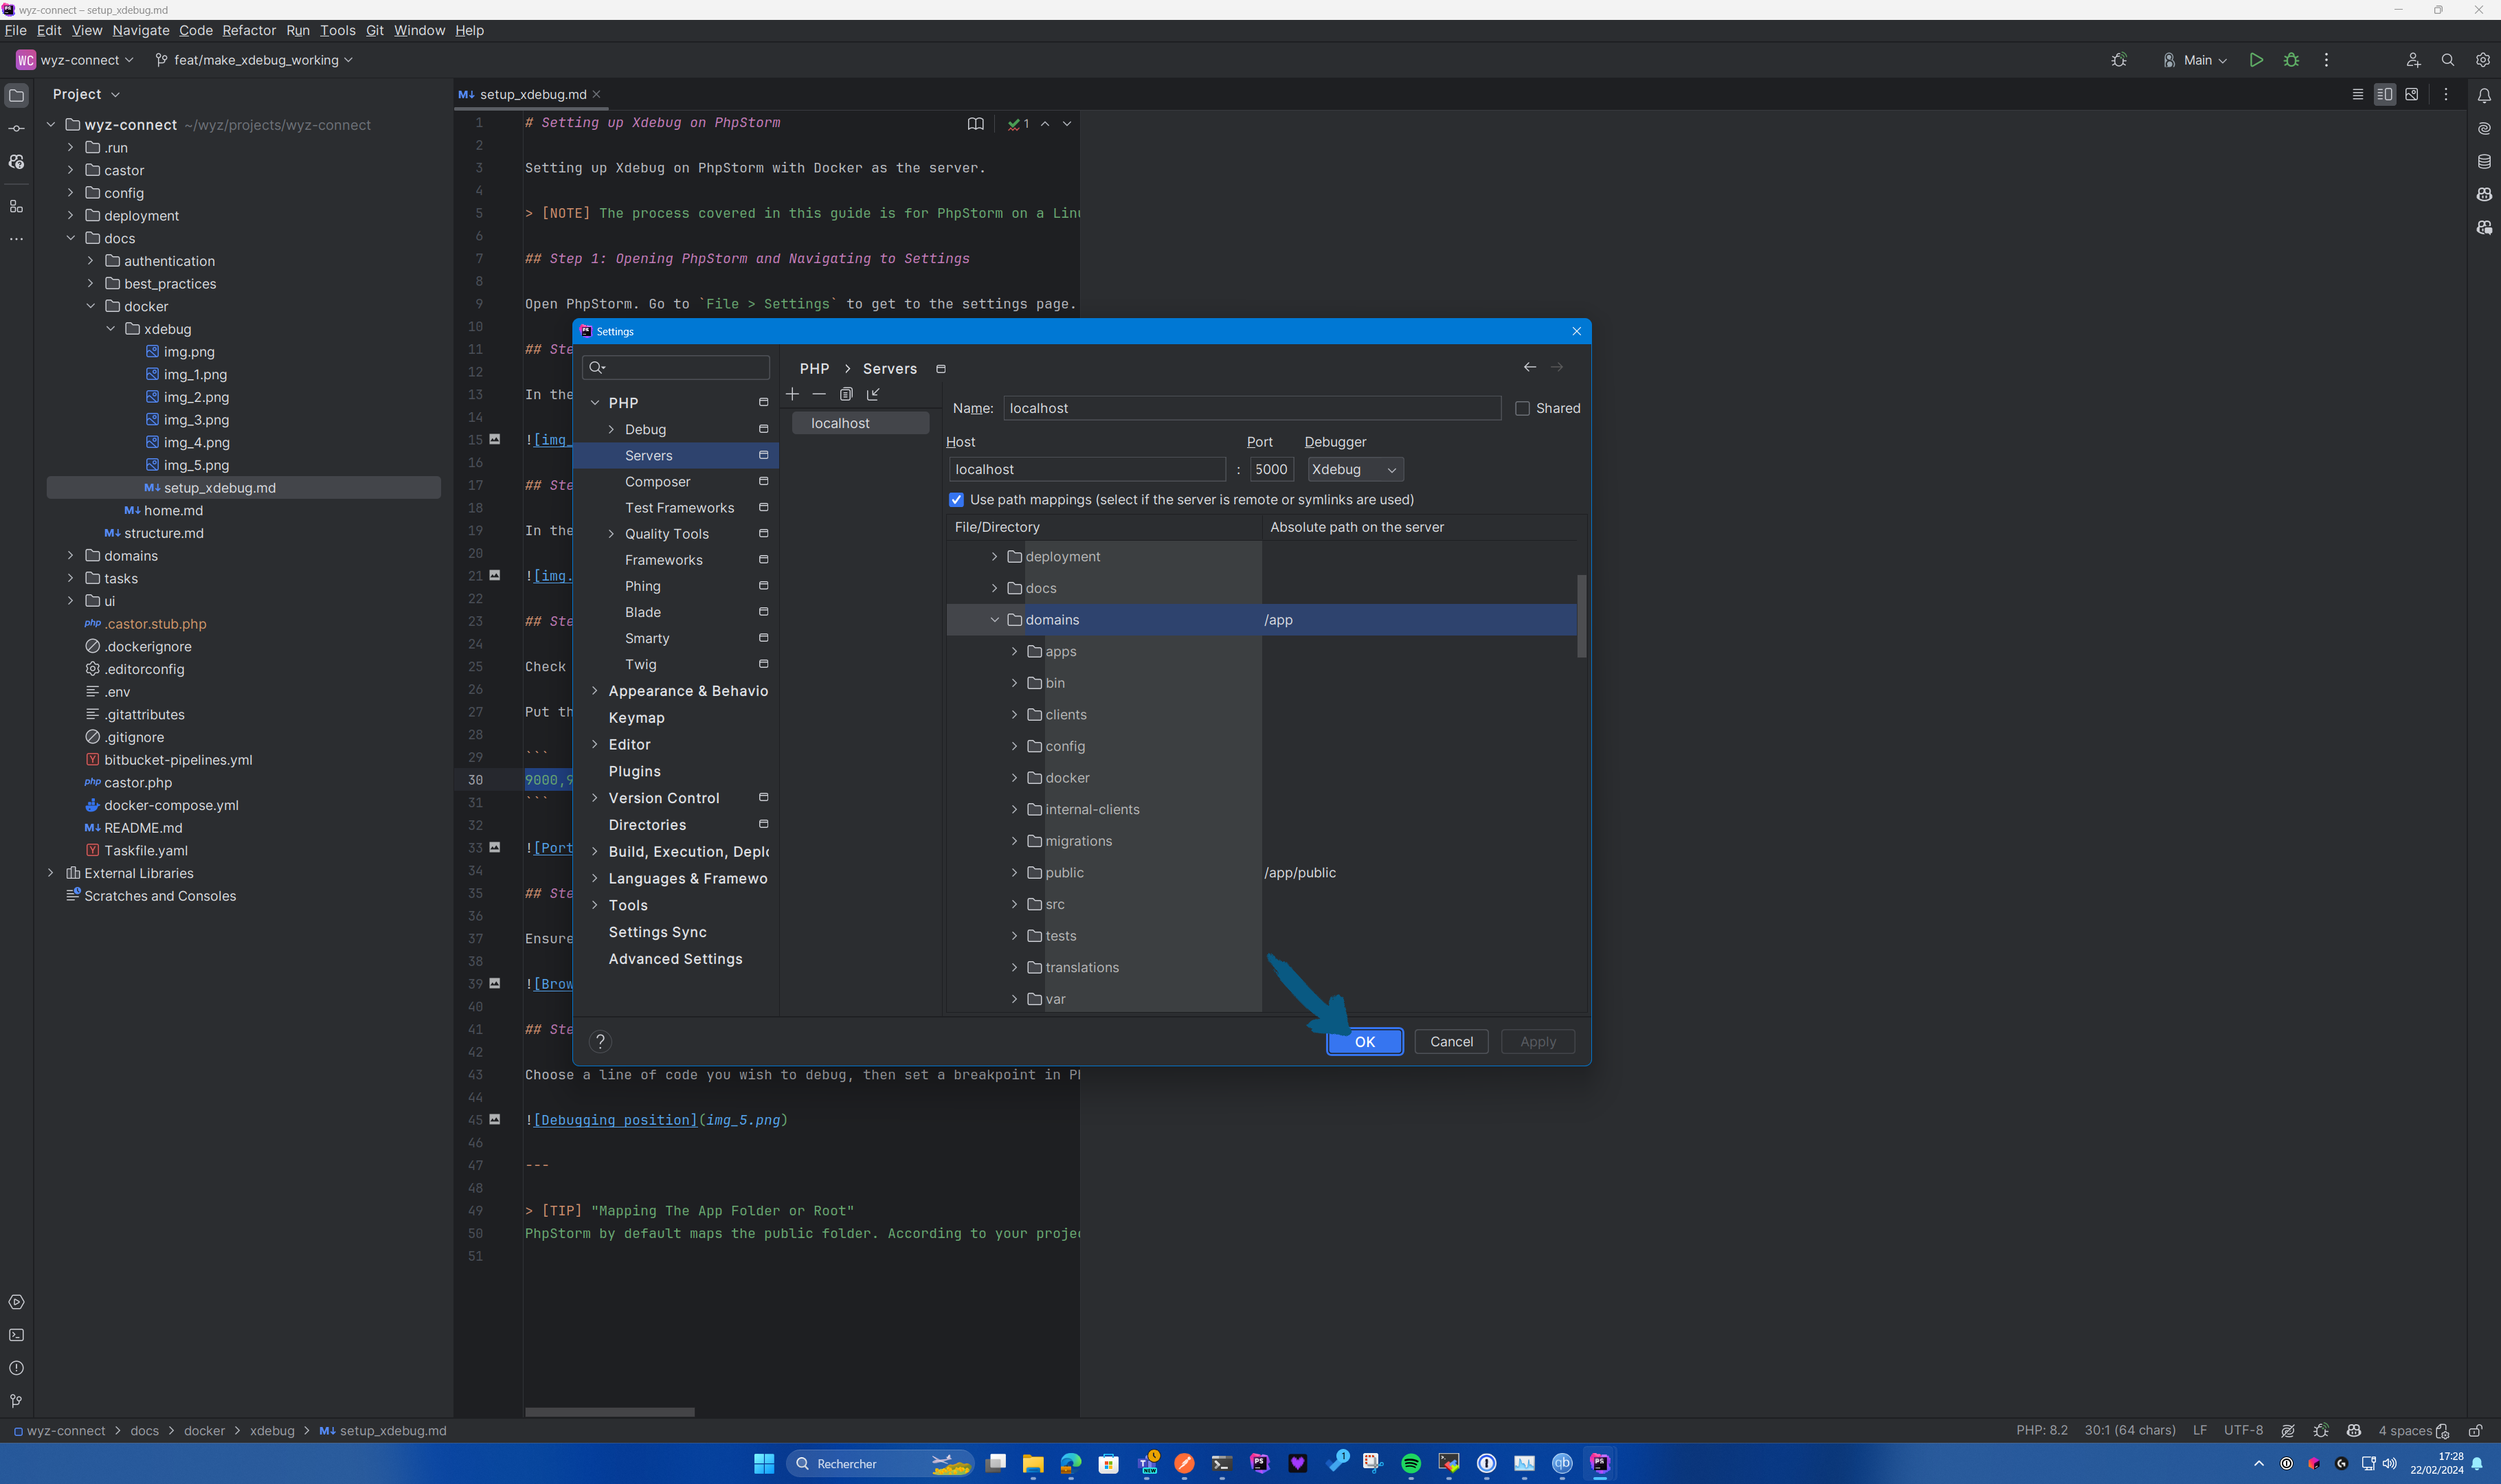 wyz-connect – setup_xdebug.md
File Edit View Navigate Code Refactor Run Tools Git Window Help
WC wyz-connect feat/make_xdebug_working Main
Project
wyz-connect ~/wyz/projects/wyz-connect
.run
castor
config
deployment
docs
authentication
best_practices
docker
xdebug
img.png
img_1.png
img_2.png
img_3.png
img_4.png
img_5.png
setup_xdebug.md
home.md
structure.md
domains
tasks
ui
.castor.stub.php
.dockerignore
.editorconfig
.env
.gitattributes
.gitignore
bitbucket-pipelines.yml
castor.php
docker-compose.yml
README.md
Taskfile.yaml
External Libraries
Scratches and Consoles
setup_xdebug.md
1 # Setting up Xdebug on PhpStorm
1
2
3 Setting up Xdebug on PhpStorm with Docker as the server.
4
5 > [NOTE] The process covered in this guide is for PhpStorm on a Linu
6
7 ## Step 1: Opening PhpStorm and Navigating to Settings
8
9 Open PhpStorm. Go to `File > Settings` to get to the settings page.
10
11 ## Ste
12
13 In the
14
15 ![img_
16
17 ## Ste
18
19 In the
20
21 ![img.
22
23 ## Ste
24
25 Check
26
27 Put th
28
29 ```
30 9000,9
31 ```
32
33 ![Port
34
35 ## Ste
36
37 Ensure
38
39 ![Brow
40
41 ## Ste
42
43 Choose a line of code you wish to debug, then set a breakpoint in P
44
45 ![Debugging position](img_5.png)
46
47 ---
48
49 > [TIP] "Mapping The App Folder or Root"
50 PhpStorm by default maps the public folder. According to your proje
51
Settings
PHP
Debug
Servers
Composer
Test Frameworks
Quality Tools
Frameworks
Phing
Blade
Smarty
Twig
Appearance & Behavio
Keymap
Editor
Plugins
Version Control
Directories
Build, Execution, Deplo
Languages & Framewo
Tools
Settings Sync
Advanced Settings
PHP > Servers
localhost
Name: localhost Shared
Host Port Debugger
localhost : 5000 Xdebug
Use path mappings (select if the server is remote or symlinks are used)
File/Directory Absolute path on the server
deployment
docs
domains /app
apps
bin
clients
config
docker
internal-clients
migrations
public /app/public
src
tests
translations
var
? OK Cancel Apply
wyz-connect > docs > docker > xdebug > setup_xdebug.md
PHP: 8.2 30:1 (64 chars) LF UTF-8 4 spaces
Rechercher
17:28
22/02/2024